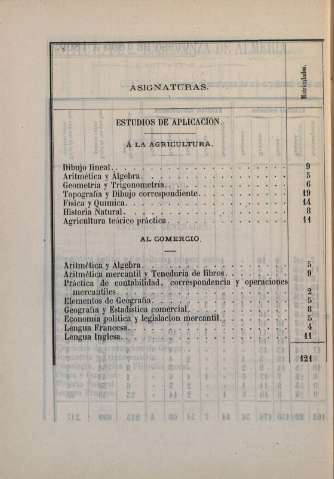 ASIGNATURAS.
Matriculados.
ESTUDIOS DE APLICACION.
Á LA AGRICULTURA.
Dibujo lineal. 9
Aritmética y Algebra. 5
Geometría y Trigonometría. 6
Topografía y Dibujo correspondiente. 19
Física y Química. 14
Historia Natural. 8
Agricultura teórico práctica 11
AL COMERCIO.
Aritmética y Algebra. 5
Aritmética mercantil y Teneduría de libros. 9
Práctica de contabilidad, correspondencia y operaciones
mercantiles. 2
Elementos de Geografía. 5
Geografía y Estadística comercial. 8
Economía política y legislacion mercantil. 5
Lengua Francesa. 4
Lengua Inglesa. 11
121